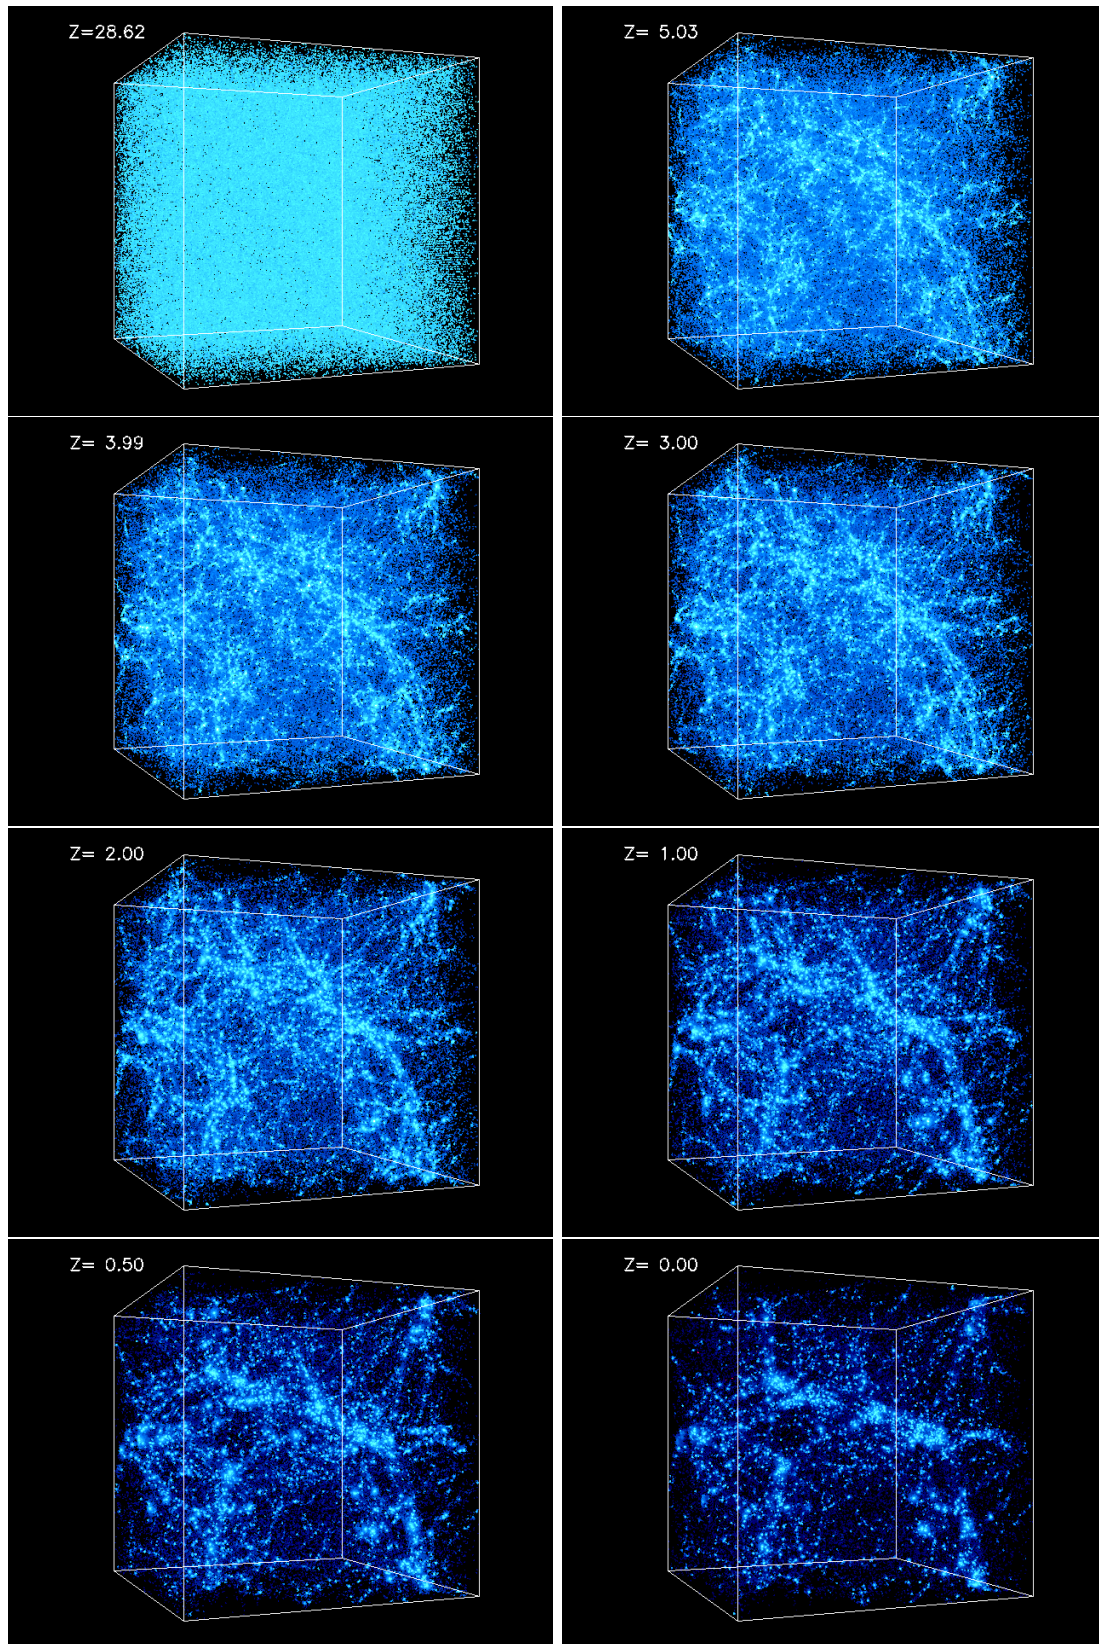 Z=28.62
Z= 5.03
Z= 3.99
Z= 3.00
Z= 2.00
Z= 1.00
Z= 0.50
Z= 0.00